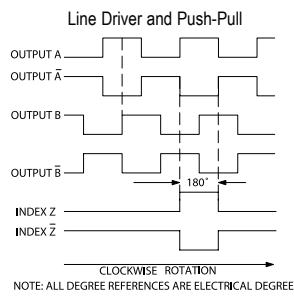 Line Driver and Push-Pull
OUTPUT A
OUTPUT A̅
OUTPUT B
OUTPUT B̅
180°
INDEX Z
INDEX Z̅
CLOCKWISE ROTATION
NOTE: ALL DEGREE REFERENCES ARE ELECTRICAL DEGREE